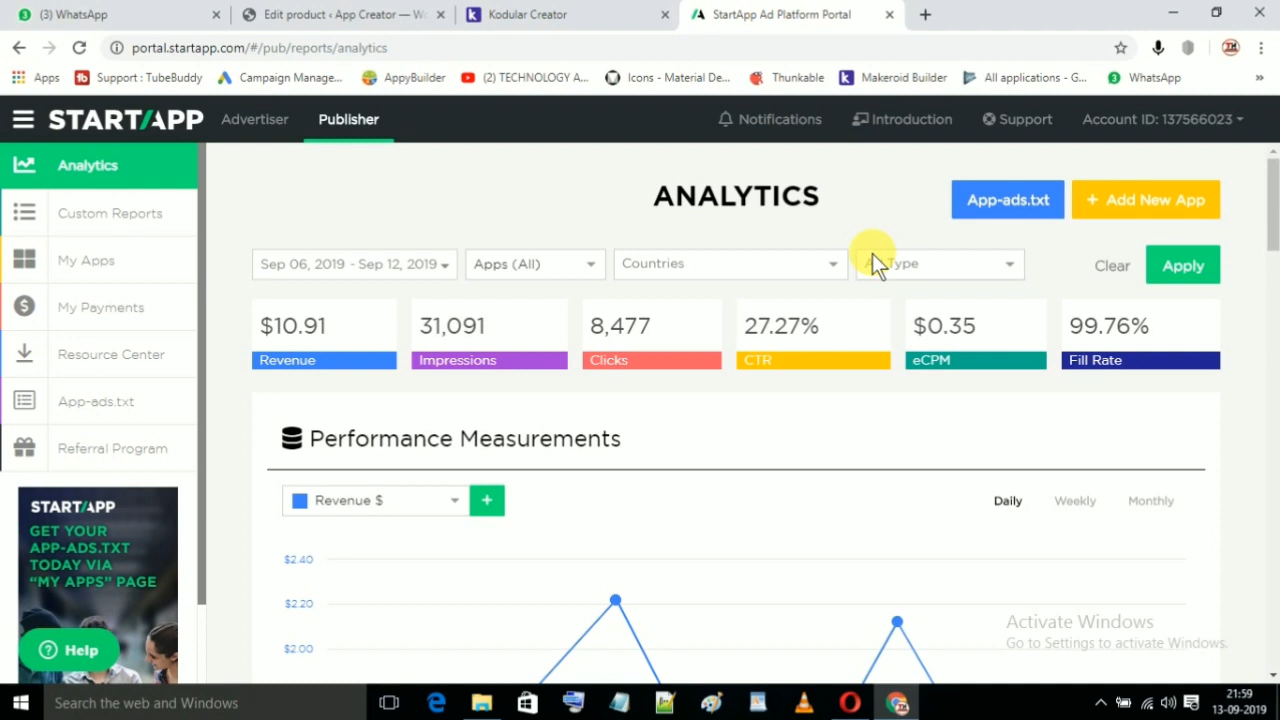 (3) WhatsApp
Edit product ‹ App Creator — W
Kodular Creator
StartApp Ad Platform Portal
portal.startapp.com/#/pub/reports/analytics
Apps
Support : TubeBuddy
Campaign Manage...
AppyBuilder
(2) TECHNOLOGY A...
Icons - Material De...
Thunkable
Makeroid Builder
All applications - G...
WhatsApp
STARTAPP
Advertiser
Publisher
Notifications
Introduction
Support
Account ID: 137566023
Analytics
Custom Reports
My Apps
My Payments
Resource Center
App-ads.txt
Referral Program
STARTAPP
GET YOUR
APP-ADS.TXT
TODAY VIA
“MY APPS” PAGE
Help
ANALYTICS
App-ads.txt
+ Add New App
Sep 06, 2019 - Sep 12, 2019
Apps (All)
Countries
Type
Clear
Apply
$10.91
Revenue
31,091
Impressions
8,477
Clicks
27.27%
CTR
$0.35
eCPM
99.76%
Fill Rate
Performance Measurements
Revenue $
+
Daily
Weekly
Monthly
$2.40
$2.20
$2.00
Activate Windows
Go to Settings to activate Windows.
Search the web and Windows
21:59
13-09-2019